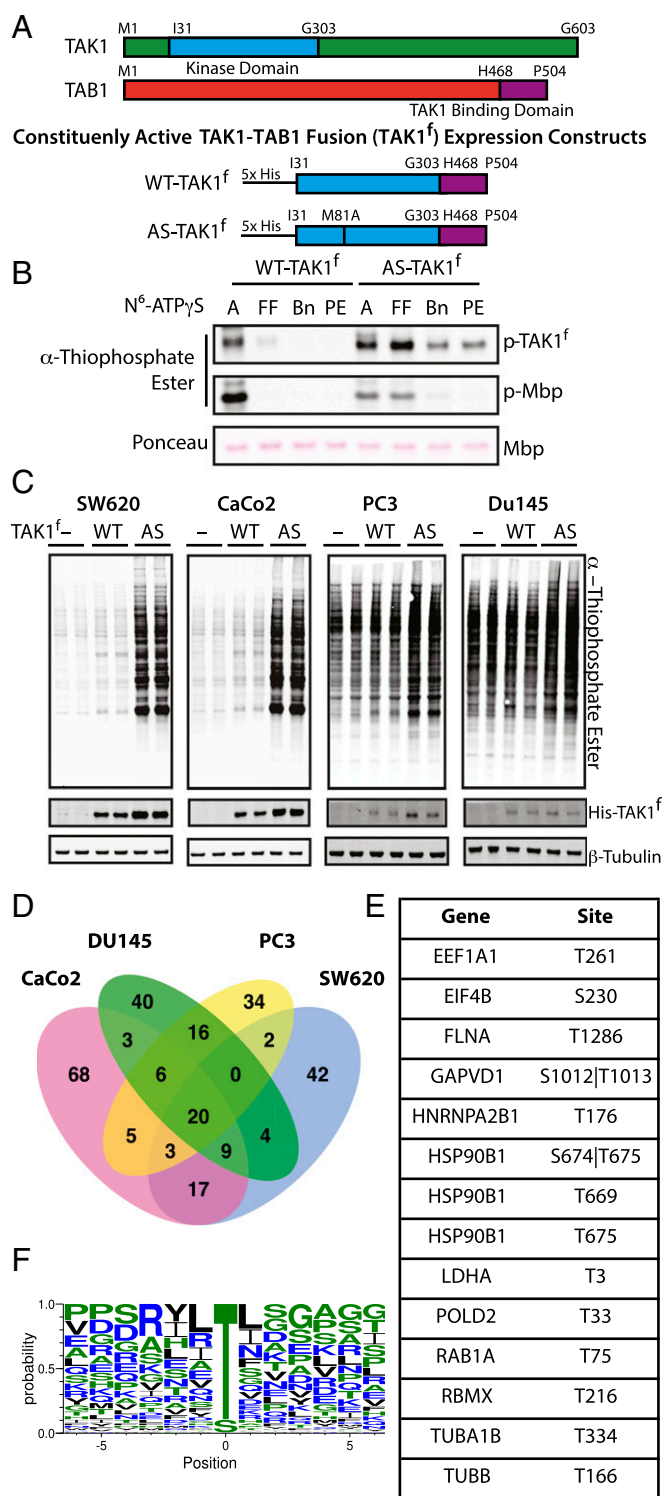 A
M1 I31 G303 G603
TAK1
Kinase Domain
M1 H468 P504
TAB1
TAK1 Binding Domain
Constituenly Active TAK1-TAB1 Fusion (TAK1f) Expression Constructs
I31 G303 H468 P504
WT-TAK1f 5x His
I31 M81A G303 H468 P504
AS-TAK1f 5x His
B
WT-TAK1f AS-TAK1f
N6-ATPγS A FF Bn PE A FF Bn PE
α-Thiophosphate
Ester
p-TAK1f
p-Mbp
Ponceau Mbp
C
SW620 CaCo2 PC3 Du145
TAK1f – WT AS – WT AS – WT AS – WT AS
α -Thiophosphate Ester
His-TAK1f
β-Tubulin
D
DU145 PC3
CaCo2 SW620
40 34
3 16 2
68 6 0 42
20
5 3 9 4
17
E
Gene Site
EEF1A1 T261
EIF4B S230
FLNA T1286
GAPVD1 S1012|T1013
HNRNPA2B1 T176
HSP90B1 S674|T675
HSP90B1 T669
HSP90B1 T675
LDHA T3
POLD2 T33
RAB1A T75
RBMX T216
TUBA1B T334
TUBB T166
F
probability
1.0
0.5
0.0
P P S R Y L T L S G A G G
S
-5 0 5
Position